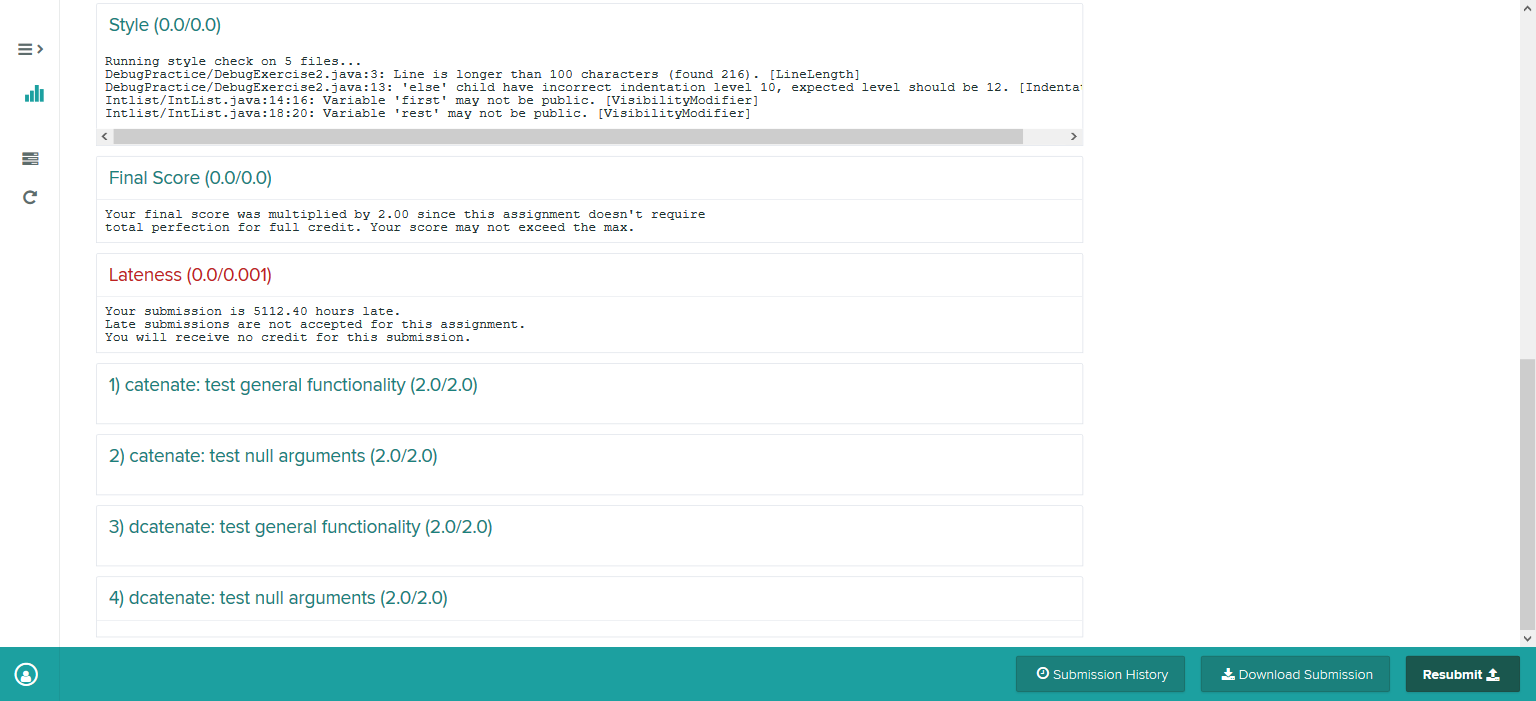 Style (0.0/0.0)
Running style check on 5 files...
DebugPractice/DebugExercise2.java:3: Line is longer than 100 characters (found 216). [LineLength]
DebugPractice/DebugExercise2.java:13: 'else' child have incorrect indentation level 10, expected level should be 12. [Indenta
Intlist/IntList.java:14:16: Variable 'first' may not be public. [VisibilityModifier]
Intlist/IntList.java:18:20: Variable 'rest' may not be public. [VisibilityModifier]
Final Score (0.0/0.0)
Your final score was multiplied by 2.00 since this assignment doesn't require
total perfection for full credit. Your score may not exceed the max.
Lateness (0.0/0.001)
Your submission is 5112.40 hours late.
Late submissions are not accepted for this assignment.
You will receive no credit for this submission.
1) catenate: test general functionality (2.0/2.0)
2) catenate: test null arguments (2.0/2.0)
3) dcatenate: test general functionality (2.0/2.0)
4) dcatenate: test null arguments (2.0/2.0)
Submission History
Download Submission
Resubmit